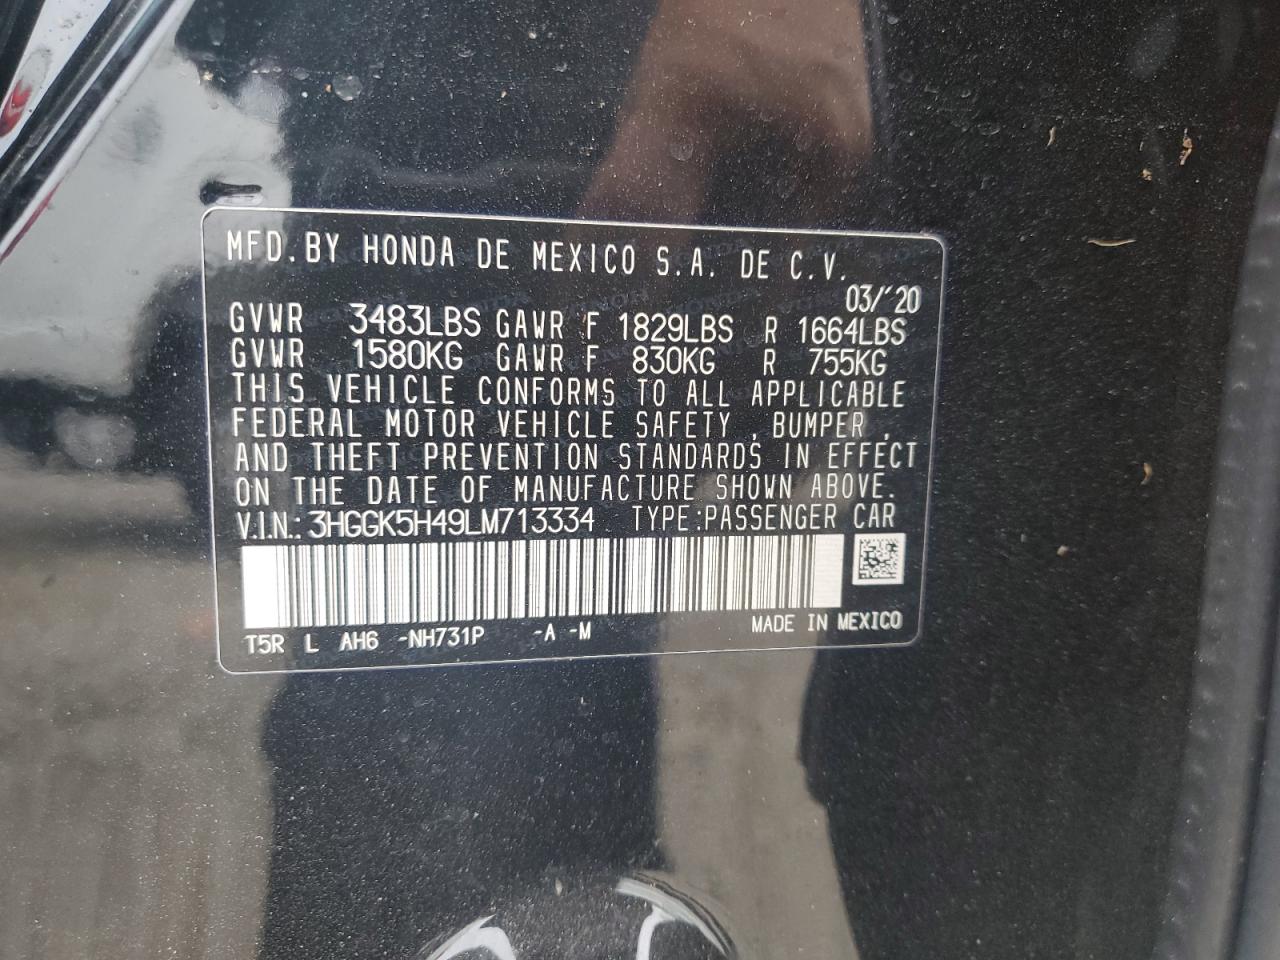 MFD.BY HONDA DE MEXICO S.A. DE C.V.
03/'20
GVWR 3483LBS GAWR F 1829LBS R 1664LBS
GVWR 1580KG GAWR F 830KG R 755KG
THIS VEHICLE CONFORMS TO ALL APPLICABLE
FEDERAL MOTOR VEHICLE SAFETY , BUMPER ,
AND THEFT PREVENTION STANDARDS IN EFFECT
ON THE DATE OF MANUFACTURE SHOWN ABOVE.
V.I.N.: 3HGGK5H49LM713334 TYPE:PASSENGER CAR
T5R L AH6 -NH731P -A -M MADE IN MEXICO